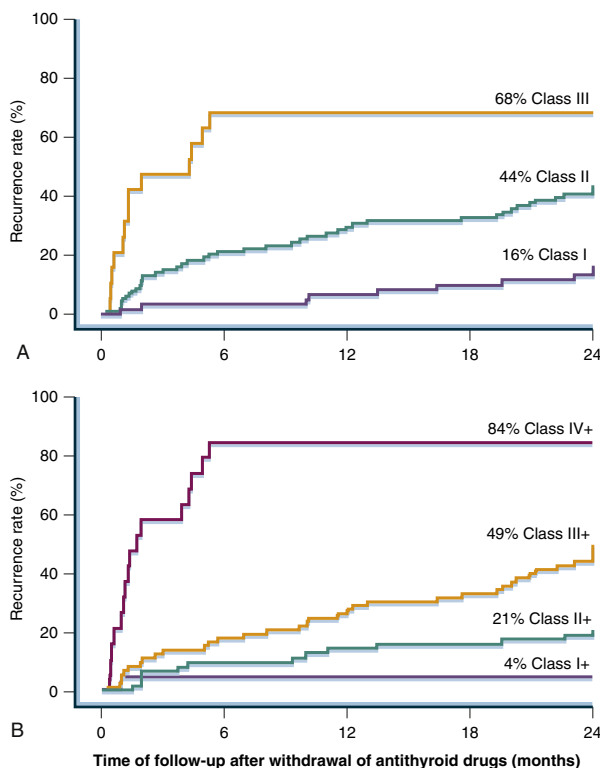 100
80
60
40
20
0
Recurrence rate (%)
68% Class III
44% Class II
16% Class I
A
0 6 12 18 24
100
80
60
40
20
0
Recurrence rate (%)
84% Class IV+
49% Class III+
21% Class II+
4% Class I+
B
0 6 12 18 24
Time of follow-up after withdrawal of antithyroid drugs (months)